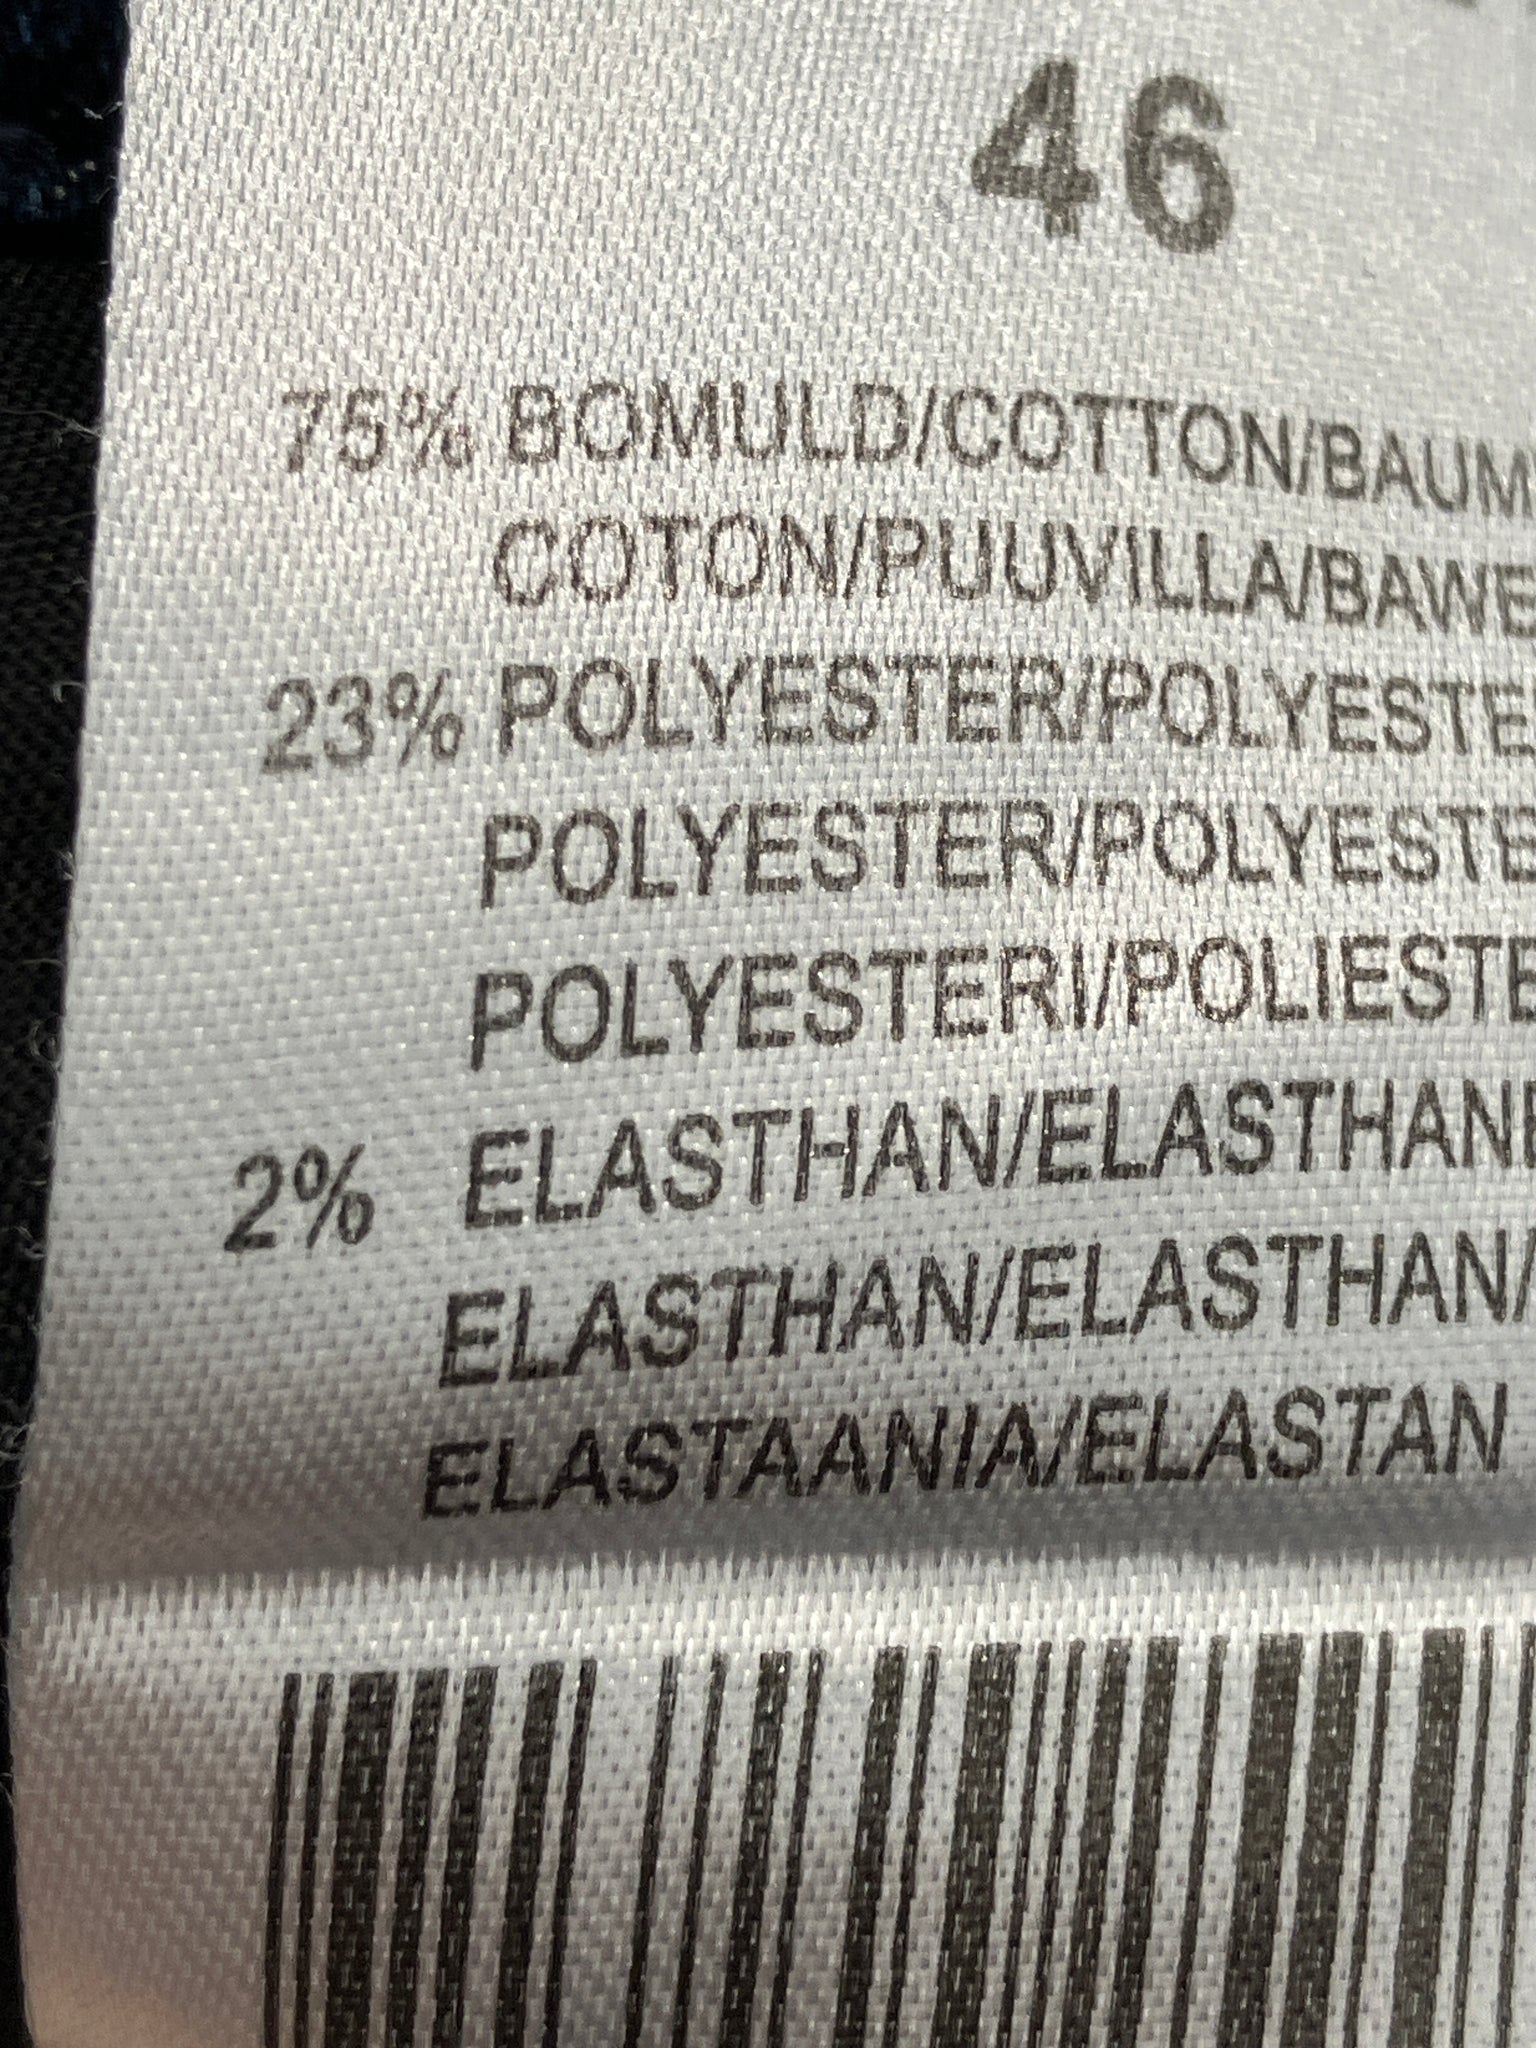 46
75% BOMULD/COTTON/BAUM
COTON/PUUVILLA/BAWE
23% POLYESTER/POLYESTE
POLYESTER/POLYESTE
POLYESTERI/POLIESTE
2% ELASTHAN/ELASTHAN
ELASTHAN/ELASTHAN/
ELASTAANIA/ELASTAN